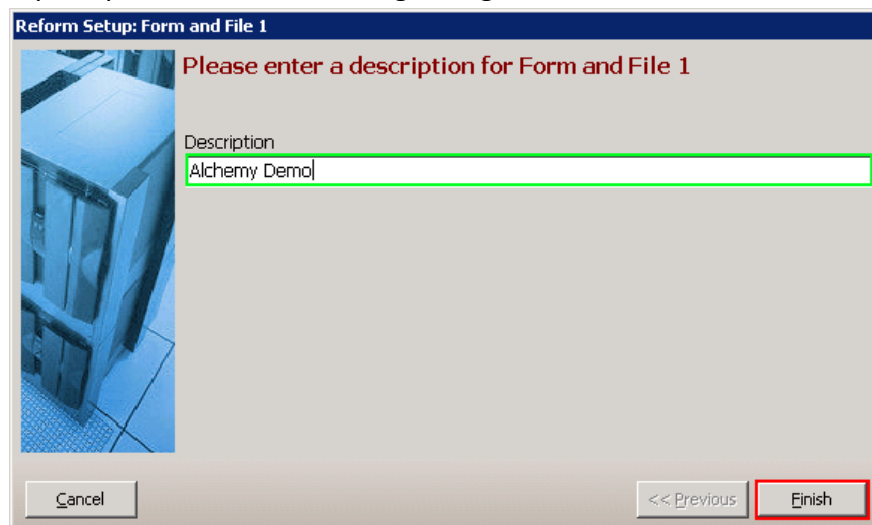 Reform Setup: Form and File 1
Please enter a description for Form and File 1
Description
Alchemy Demo
Cancel
<< Previous
Finish